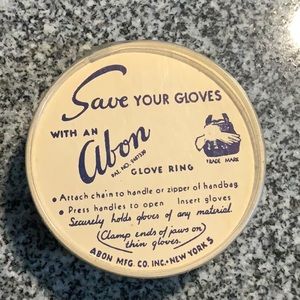 Save YOUR GLOVES
WITH AN
Abon
PAT. NO.
GLOVE RING
TRADE MARK
• Attach chain to handle or zipper of handbag
• Press handles to open Insert gloves
Securely holds gloves of any material.
(Clamp ends of jaws on
thin gloves.)
ABON MFG. CO. INC. • NEW YORK 5